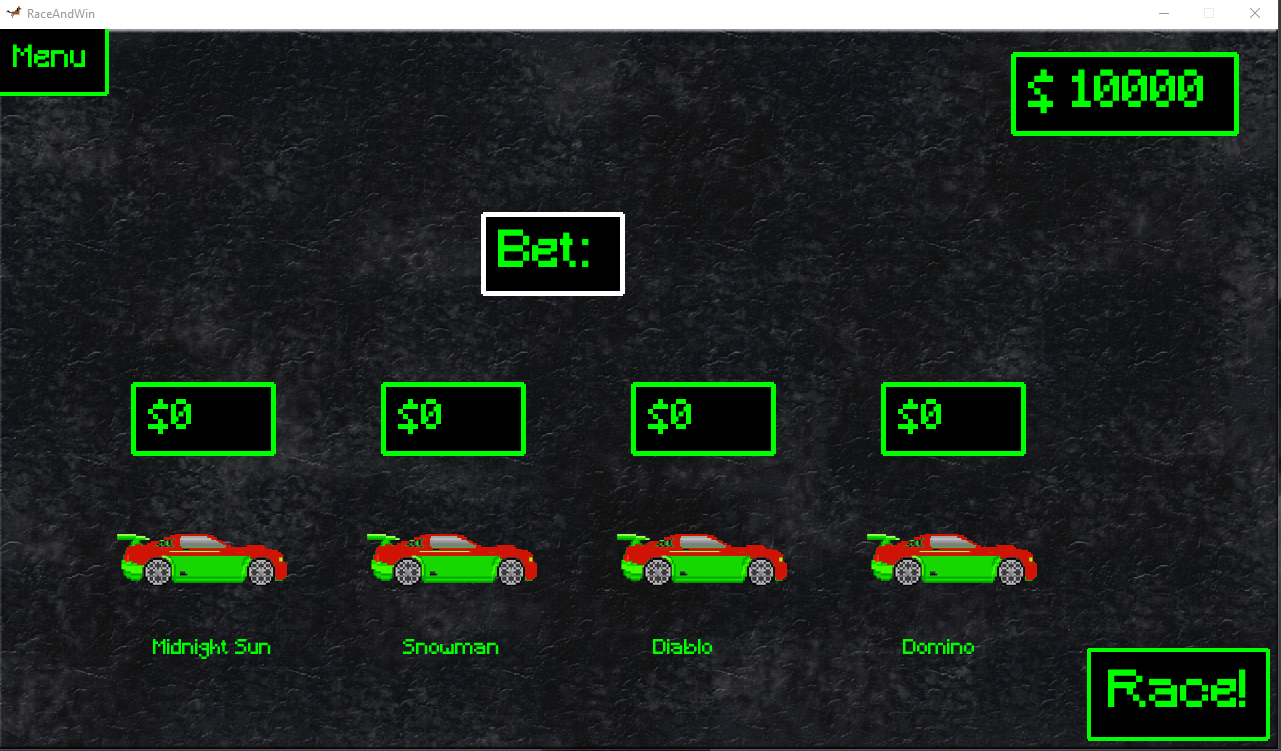 RaceAndWin
Menu
$ 10000
Bet:
$0 $0 $0 $0
Midnight Sun Snowman Diablo Domino
Race!